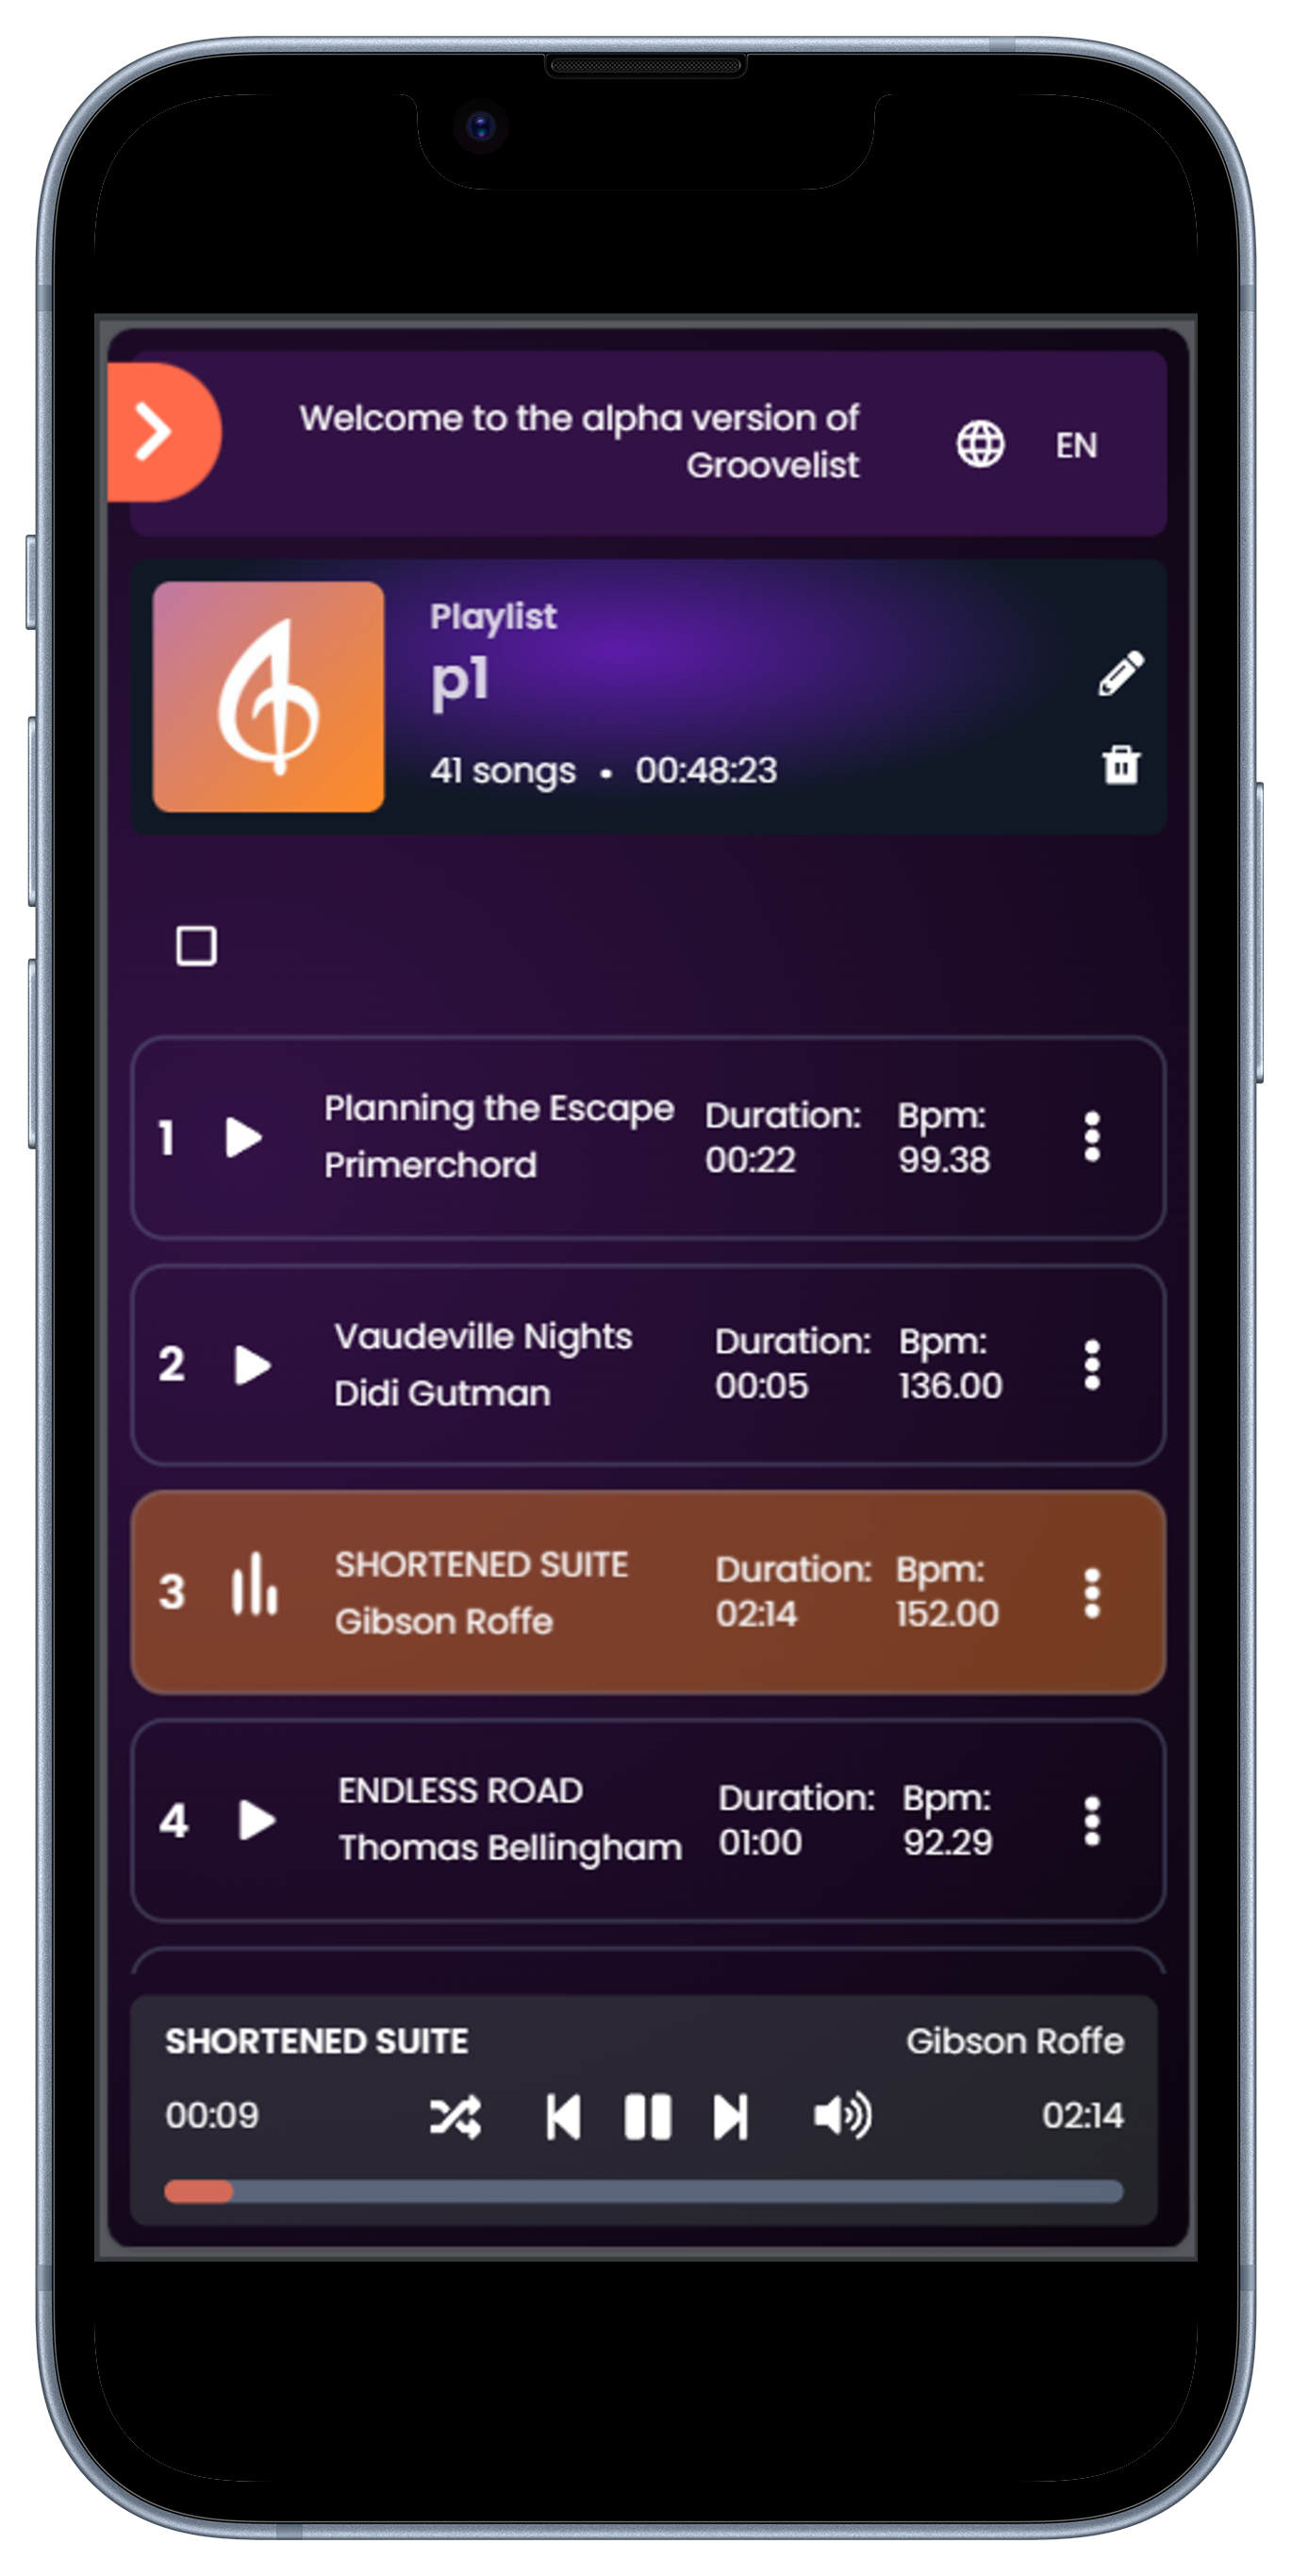 Welcome to the alpha version of
Groovelist
EN
Playlist
p1
41 songs • 00:48:23
1
Planning the Escape
Primerchord
Duration:
00:22
Bpm:
99.38
2
Vaudeville Nights
Didi Gutman
Duration:
00:05
Bpm:
136.00
3
SHORTENED SUITE
Gibson Roffe
Duration:
02:14
Bpm:
152.00
4
ENDLESS ROAD
Thomas Bellingham
Duration:
01:00
Bpm:
92.29
SHORTENED SUITE
Gibson Roffe
00:09
02:14